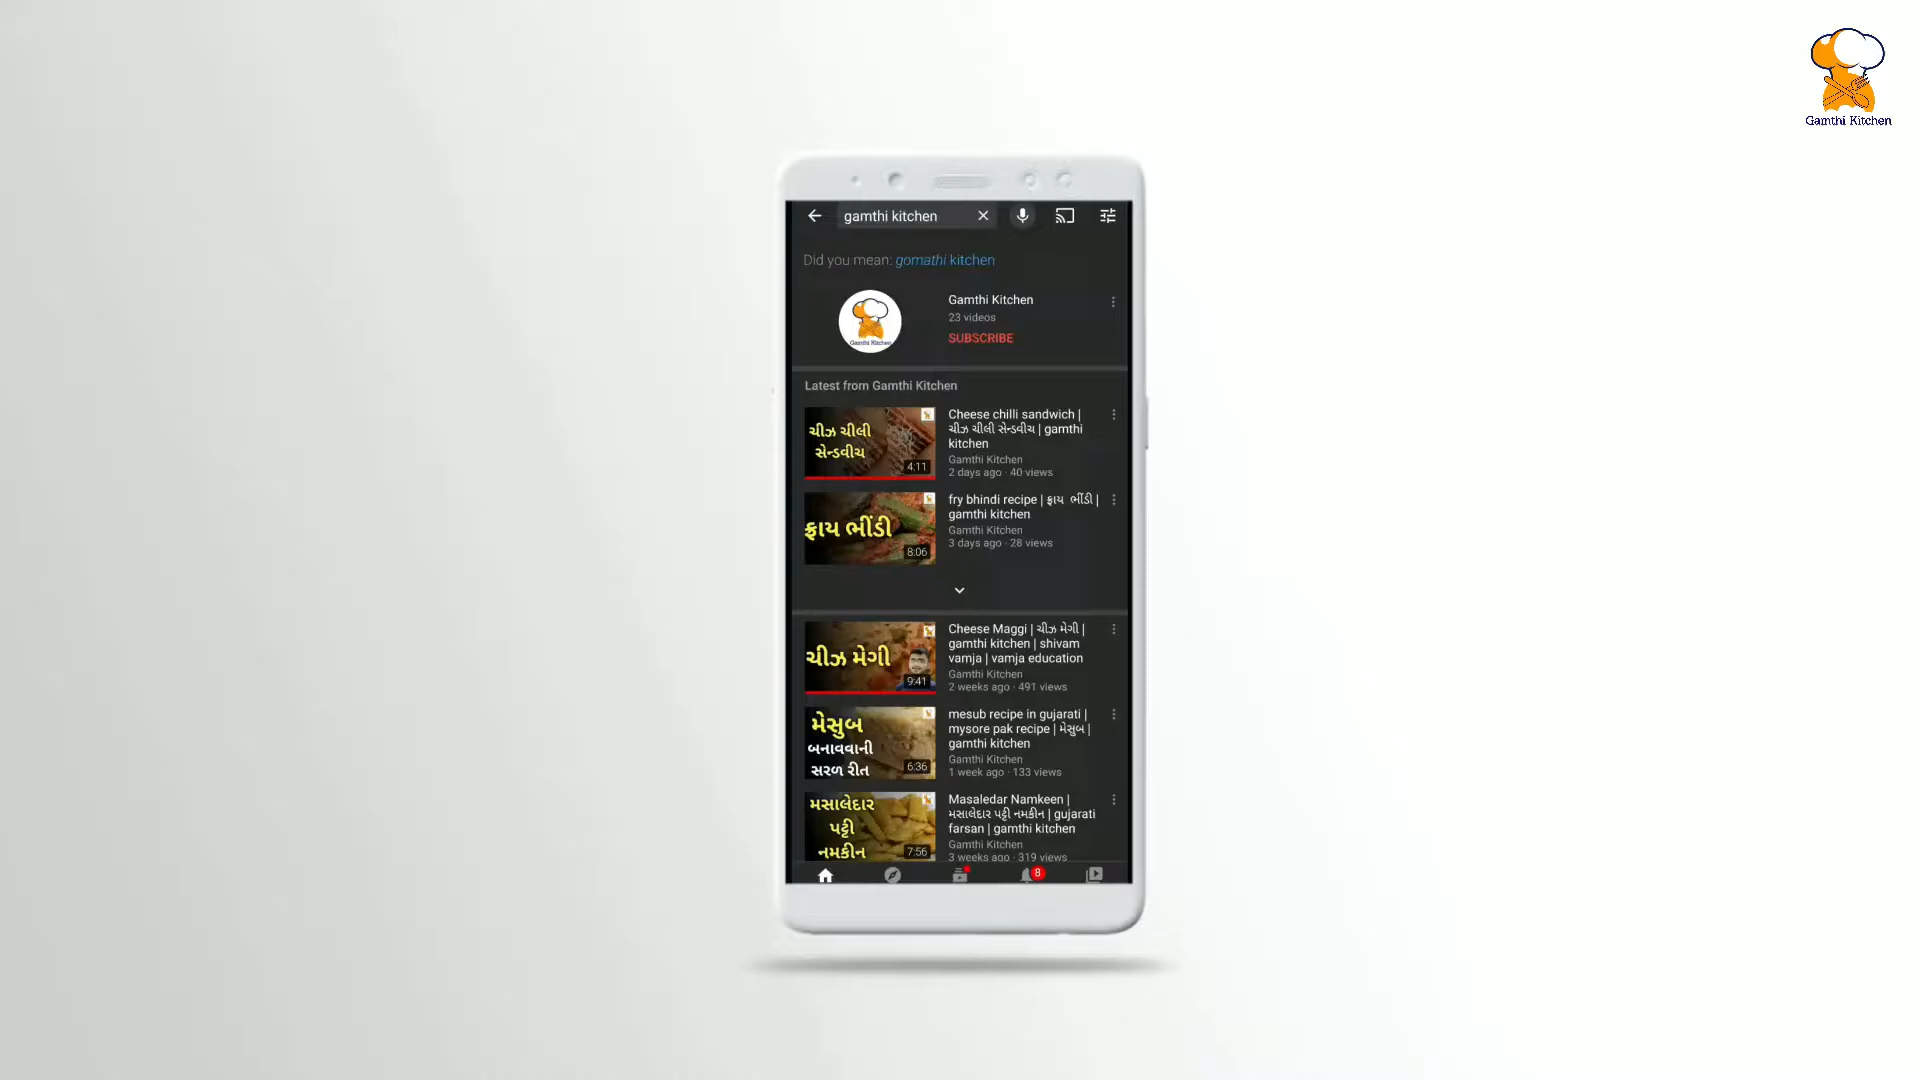 Gamthi Kitchen
gamthi kitchen
Did you mean: gomathi kitchen
Gamthi Kitchen
Gamthi Kitchen
23 videos
SUBSCRIBE
Latest from Gamthi Kitchen
ચીઝ ચીલી
સેન્ડવીચ
4:11
Cheese chilli sandwich |
ચીઝ ચીલી સેન્ડવીચ | gamthi
kitchen
Gamthi Kitchen
2 days ago · 40 views
ફ્રાય ભીંડી
8:06
fry bhindi recipe | ફ્રાય ભીંડી |
gamthi kitchen
Gamthi Kitchen
3 days ago · 28 views
ચીઝ મેગી
9:41
Cheese Maggi | ચીઝ મેગી |
gamthi kitchen | shivam
vamja | vamja education
Gamthi Kitchen
2 weeks ago · 491 views
મેસુબ
બનાવવાની
સરળ રીત
6:36
mesub recipe in gujarati |
mysore pak recipe | મેસુબ |
gamthi kitchen
Gamthi Kitchen
1 week ago · 133 views
મસાલેદાર
પટ્ટી
નમકીન
7:56
Masaledar Namkeen |
મસાલેદાર પટ્ટી નમકીન | gujarati
farsan | gamthi kitchen
Gamthi Kitchen
3 weeks ago · 319 views
8